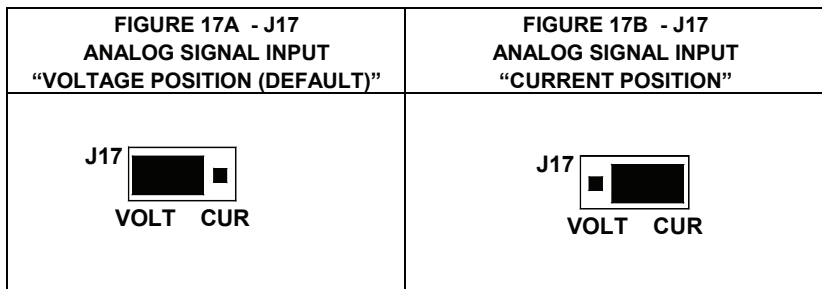 FIGURE 17A - J17
ANALOG SIGNAL INPUT
“VOLTAGE POSITION (DEFAULT)”
FIGURE 17B - J17
ANALOG SIGNAL INPUT
“CURRENT POSITION”
J17
VOLT CUR
J17
VOLT CUR